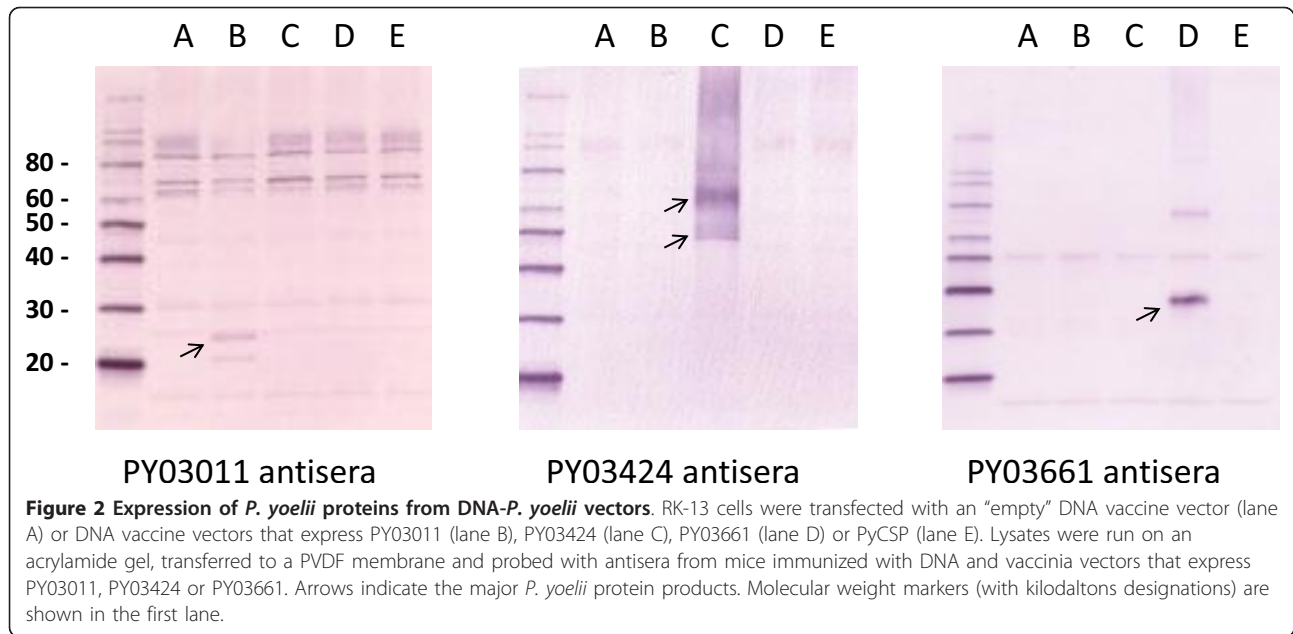 A B C D E
A B C D E
A B C D E
80 -
60 -
50 -
40 -
30 -
20 -
PY03011 antisera
PY03424 antisera
PY03661 antisera
Figure 2 Expression of P. yoelii proteins from DNA-P. yoelii vectors. RK-13 cells were transfected with an "empty" DNA vaccine vector (lane
A) or DNA vaccine vectors that express PY03011 (lane B), PY03424 (lane C), PY03661 (lane D) or PyCSP (lane E). Lysates were run on an
acrylamide gel, transferred to a PVDF membrane and probed with antisera from mice immunized with DNA and vaccinia vectors that express
PY03011, PY03424 or PY03661. Arrows indicate the major P. yoelii protein products. Molecular weight markers (with kilodaltons designations) are
shown in the first lane.